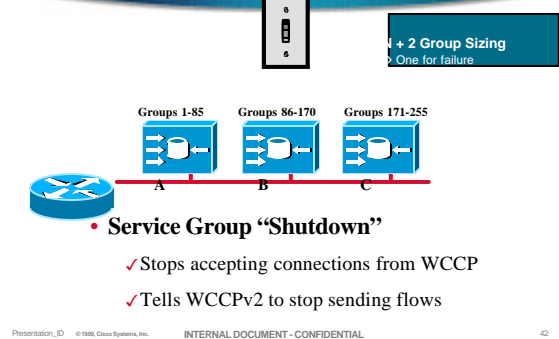 N + 2 Group Sizing
One for failure
Groups 1-85 Groups 86-170 Groups 171-255
A B C
• Service Group “Shutdown”
✓Stops accepting connections from WCCP
✓Tells WCCPv2 to stop sending flows
Presentation_ID © 1999, Cisco Systems, Inc. INTERNAL DOCUMENT - CONFIDENTIAL 42